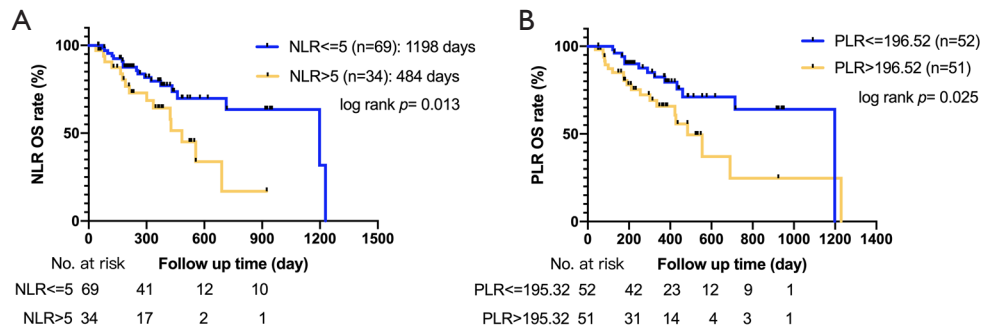 A
NLR OS rate (%)
100
50
0
0 300 600 900 1200 1500
NLR<=5 (n=69): 1198 days
NLR>5 (n=34): 484 days
log rank p= 0.013
No. at risk Follow up time (day)
NLR<=5 69 41 12 10
NLR>5 34 17 2 1
B
PLR OS rate (%)
100
50
0
0 200 400 600 800 1000 1200 1400
PLR<=196.52 (n=52)
PLR>196.52 (n=51)
log rank p= 0.025
No. at risk Follow up time (day)
PLR<=195.32 52 42 23 12 9 1
PLR>195.32 51 31 14 4 3 1